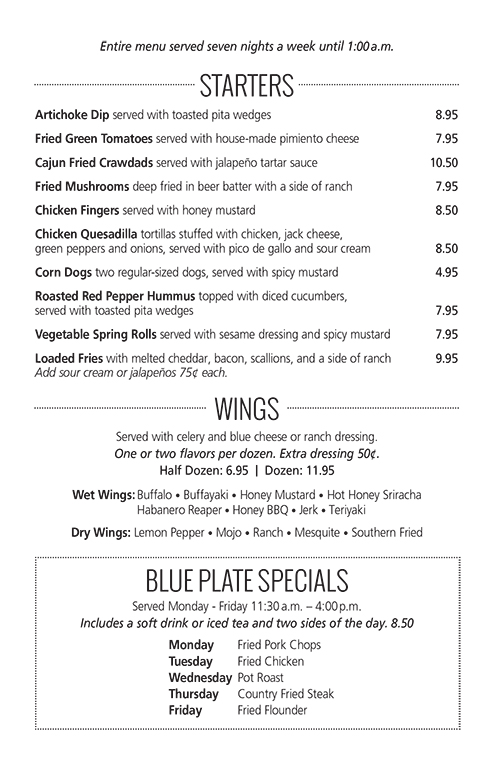 Entire menu served seven nights a week until 1:00 a.m.
STARTERS
Artichoke Dip served with toasted pita wedges 8.95
Fried Green Tomatoes served with house-made pimiento cheese 7.95
Cajun Fried Crawdads served with jalapeño tartar sauce 10.50
Fried Mushrooms deep fried in beer batter with a side of ranch 7.95
Chicken Fingers served with honey mustard 8.50
Chicken Quesadilla tortillas stuffed with chicken, jack cheese,
green peppers and onions, served with pico de gallo and sour cream 8.50
Corn Dogs two regular-sized dogs, served with spicy mustard 4.95
Roasted Red Pepper Hummus topped with diced cucumbers,
served with toasted pita wedges 7.95
Vegetable Spring Rolls served with sesame dressing and spicy mustard 7.95
Loaded Fries with melted cheddar, bacon, scallions, and a side of ranch 9.95
Add sour cream or jalapeños 75¢ each.
WINGS
Served with celery and blue cheese or ranch dressing.
One or two flavors per dozen. Extra dressing 50¢.
Half Dozen: 6.95 | Dozen: 11.95
Wet Wings: Buffalo • Buffayaki • Honey Mustard • Hot Honey Sriracha
Habanero Reaper • Honey BBQ • Jerk • Teriyaki
Dry Wings: Lemon Pepper • Mojo • Ranch • Mesquite • Southern Fried
BLUE PLATE SPECIALS
Served Monday - Friday 11:30 a.m. – 4:00 p.m.
Includes a soft drink or iced tea and two sides of the day. 8.50
Monday Fried Pork Chops
Tuesday Fried Chicken
Wednesday Pot Roast
Thursday Country Fried Steak
Friday Fried Flounder